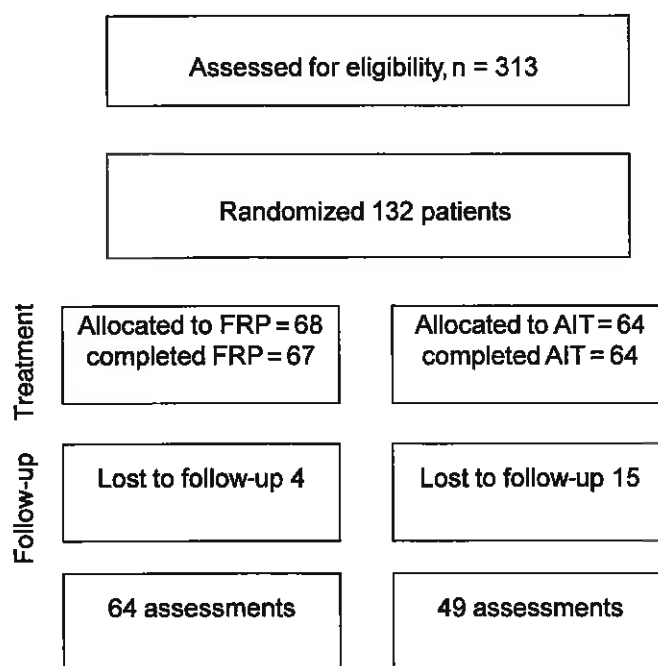 Assessed for eligibility, n = 313
Randomized 132 patients
Treatment
Allocated to FRP = 68
completed FRP = 67
Allocated to AIT = 64
completed AIT = 64
Follow-up
Lost to follow-up 4
Lost to follow-up 15
64 assessments
49 assessments